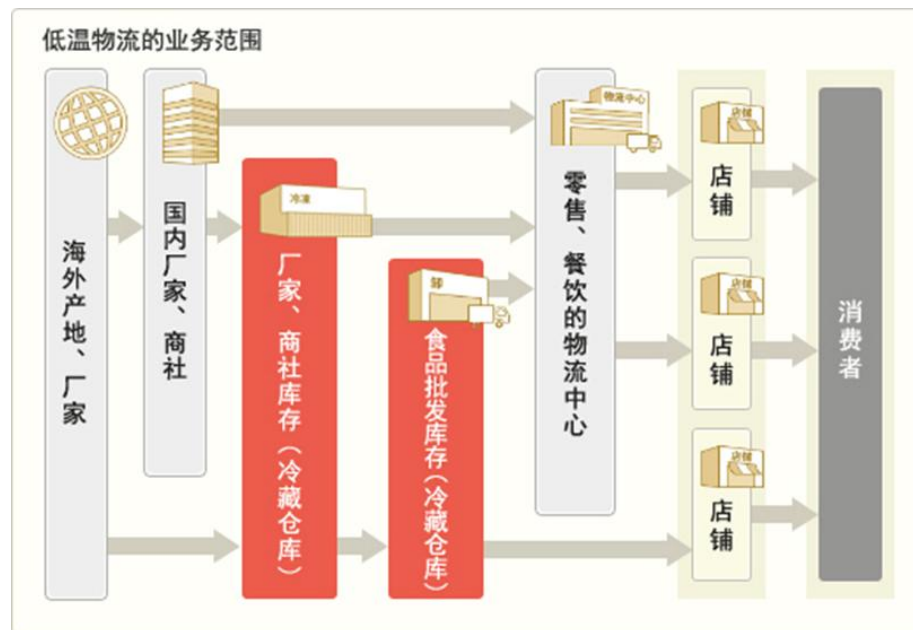 低温物流的业务范围
海外产地、厂家
国内厂家、商社
冷凍
厂家、商社库存（冷藏仓库）
卸
食品批发库存（冷藏仓库）
物流中心
零售、餐饮的物流中心
店铺
店铺
店铺
店铺
店铺
店铺
消费者